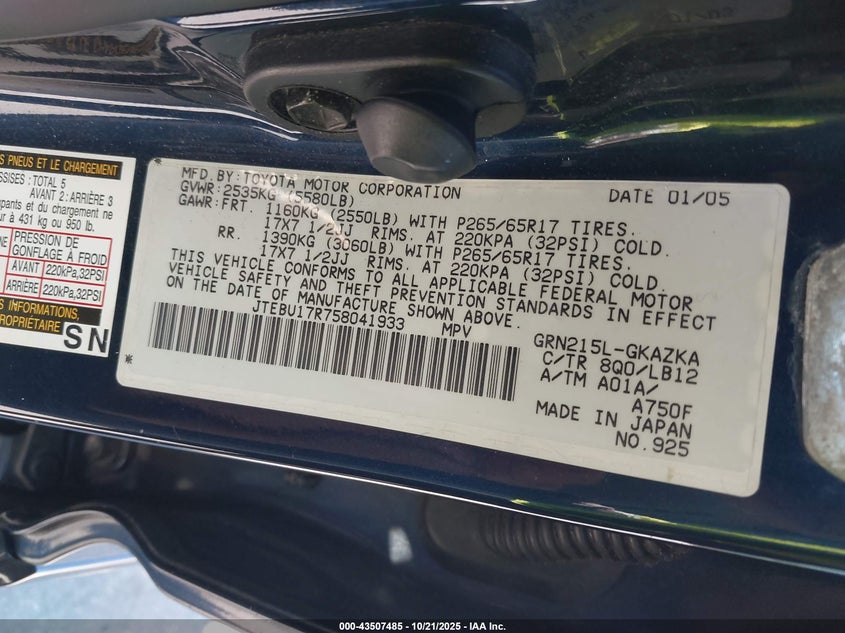 S PNEUS ET LE CHARGEMENT
SSISES : TOTAL 5
AVANT 2: ARRIÈRE 3
upants et du chargement ne
ur à 431 kg ou 950 lb.
PRESSION DE
GONFLAGE À FROID
AVANT 220kPa,32PSI
ARRIÈRE 220kPa,32PSI
S INFORMATIONS,
PROPRIÉTAIRE
SN
MFD.BY:TOYOTA MOTOR CORPORATION DATE 01/05
GVWR: 2535KG (5580LB)
GAWR:FRT. 1160KG (2550LB) WITH P265/65R17 TIRES.
17X7 1/2JJ RIMS. AT 220KPA (32PSI) COLD.
RR. 1390KG (3060LB) WITH P265/65R17 TIRES.
17X7 1/2JJ RIMS. AT 220KPA (32PSI) COLD.
THIS VEHICLE CONFORMS TO ALL APPLICABLE FEDERAL MOTOR
VEHICLE SAFETY AND THEFT PREVENTION STANDARDS IN EFFECT
ON THE DATE OF MANUFACTURE SHOWN ABOVE.
JTEBU17R758041933 MPV
GRN215L-GKAZKA
C/TR 8Q0/LB12
A/TM A01A/
A750F
MADE IN JAPAN
NO.925
000-43507485 - 10/21/2025 - IAA Inc.